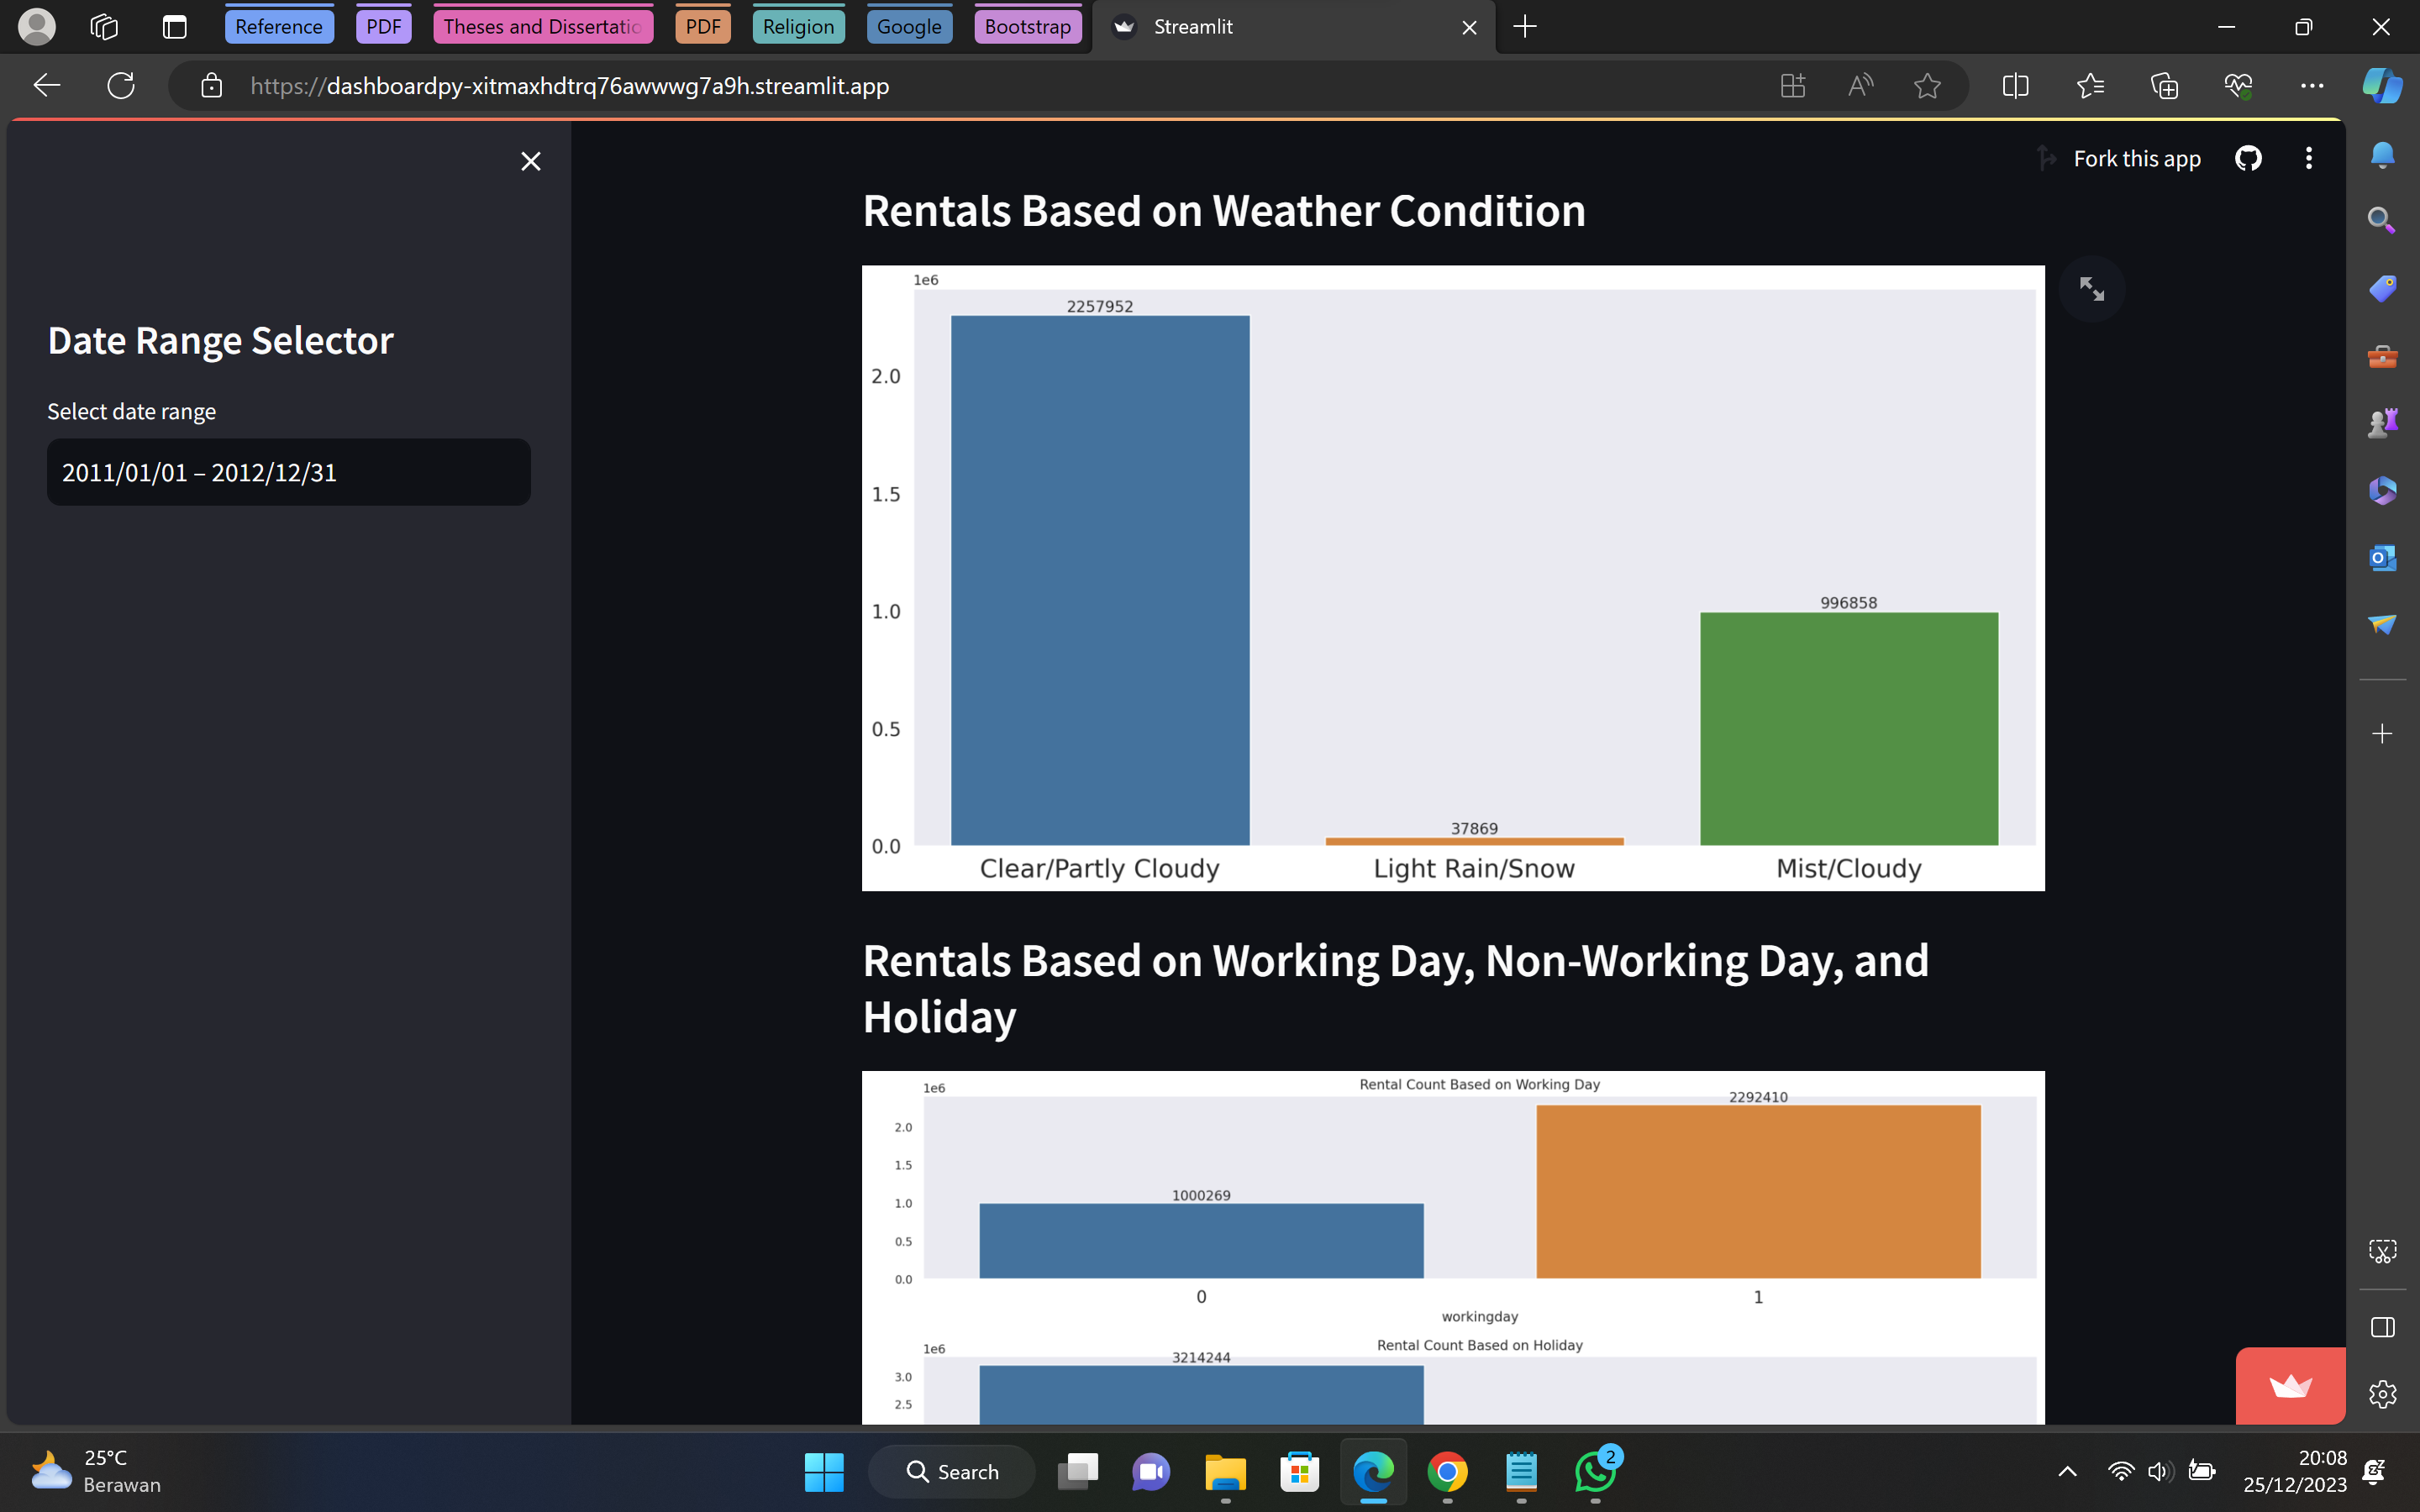 Reference
PDF
Theses and Dissertatio
PDF
Religion
Google
Bootstrap
Streamlit
https://dashboardpy-xitmaxhdtrq76awwwg7a9h.streamlit.app
Fork this app
Date Range Selector
Select date range
2011/01/01 – 2012/12/31
Rentals Based on Weather Condition
1e6
2257952
2.0
1.5
1.0
0.5
0.0
996858
37869
Clear/Partly Cloudy
Light Rain/Snow
Mist/Cloudy
Rentals Based on Working Day, Non-Working Day, and
Holiday
Rental Count Based on Working Day
1e6
2292410
2.0
1.5
1.0
0.5
0.0
1000269
0
1
workingday
Rental Count Based on Holiday
1e6
3214244
3.0
2.5
25°C
Berawan
Search
2
20:08
25/12/2023